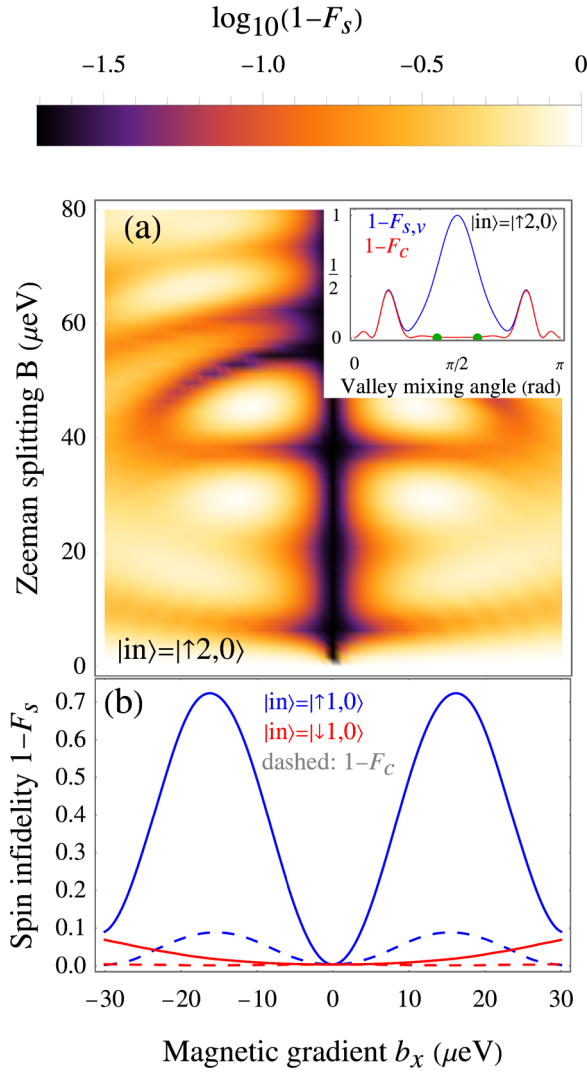 log₁₀(1−Fₛ)
−1.5 −1.0 −0.5 0
(a)
80
60
40
20
0
Zeeman splitting B (μeV)
|in⟩=|↑2,0⟩
1−Fₛ,ᵥ
1−F_c
|in⟩=|↑2,0⟩
1
1/2
0
0 π/2 π
Valley mixing angle (rad)
(b)
|in⟩=|↑1,0⟩
|in⟩=|↓1,0⟩
dashed: 1−F_c
0.7
0.6
0.5
0.4
0.3
0.2
0.1
0.0
Spin infidelity 1−Fₛ
−30 −20 −10 0 10 20 30
Magnetic gradient bₓ (μeV)